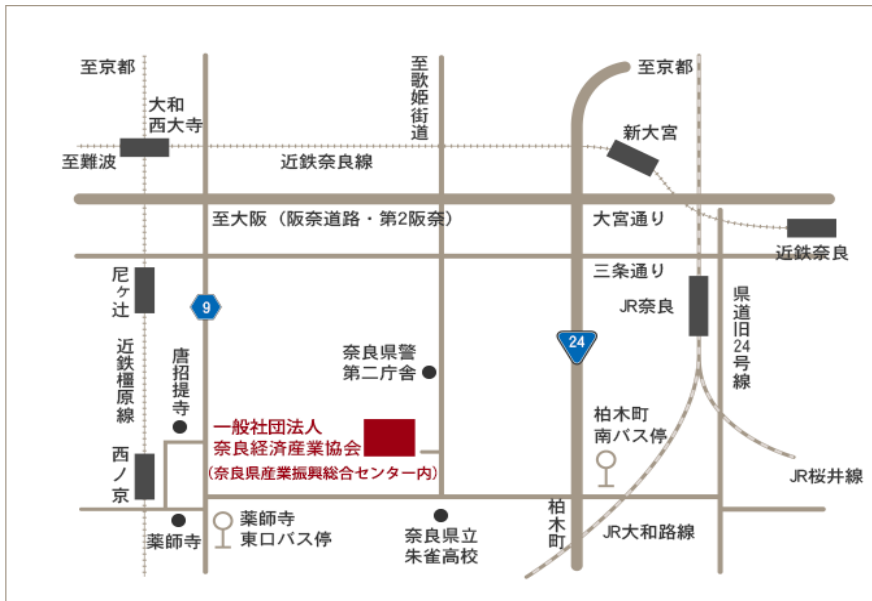 至京都
至歌姫街道
至京都
大和
西大寺
新大宮
至難波
近鉄奈良線
至大阪（阪奈道路・第2阪奈）
大宮通り
近鉄奈良
三条通り
尼ヶ辻
9
JR奈良
県道旧24号線
24
近鉄橿原線
唐招提寺
奈良県警
第二庁舎
一般社団法人
奈良経済産業協会
（奈良県産業振興総合センター内）
柏木町
南バス停
西ノ京
JR桜井線
薬師寺
薬師寺
東口バス停
奈良県立
朱雀高校
柏木町
JR大和路線